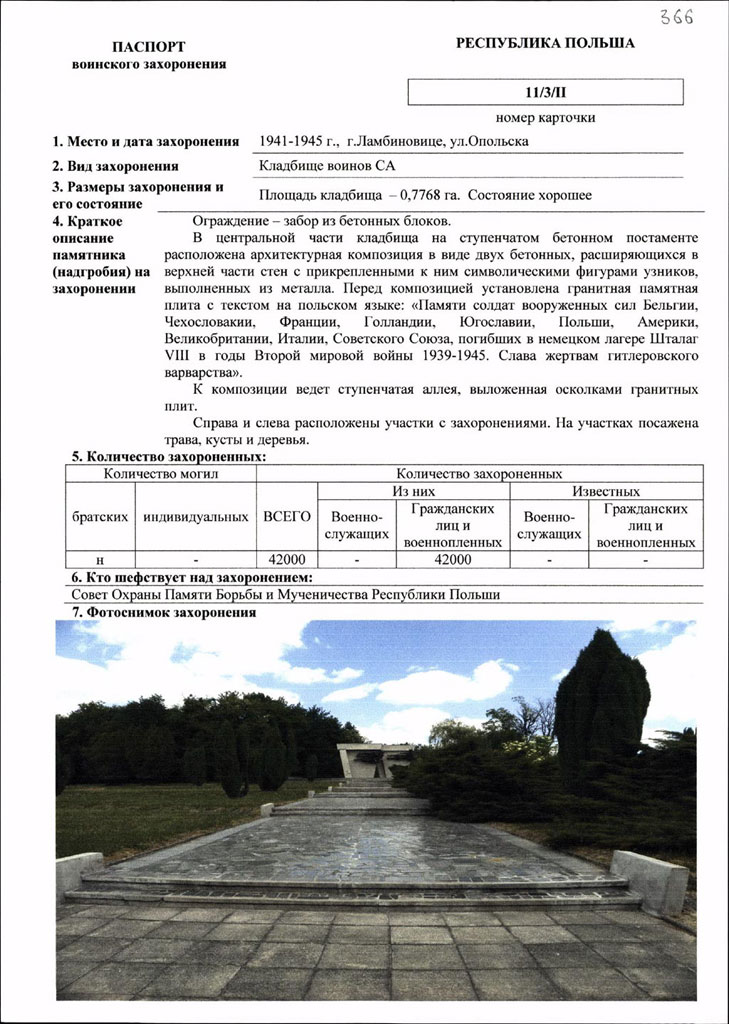 366
ПАСПОРТ
воинского захоронения
РЕСПУБЛИКА ПОЛЬША
11/3/II
номер карточки
1. Место и дата захоронения 1941-1945 г., г.Ламбиновице, ул.Опольска
2. Вид захоронения Кладбище воинов СА
3. Размеры захоронения и его состояние Площадь кладбища – 0,7768 га. Состояние хорошее
4. Краткое описание памятника (надгробия) на захоронении
Ограждение – забор из бетонных блоков.
В центральной части кладбища на ступенчатом бетонном постаменте
расположена архитектурная композиция в виде двух бетонных, расширяющихся в
верхней части стен с прикрепленными к ним символическими фигурами узников,
выполненных из металла. Перед композицией установлена гранитная памятная
плита с текстом на польском языке: «Памяти солдат вооруженных сил Бельгии,
Чехословакии, Франции, Голландии, Югославии, Польши, Америки,
Великобритании, Италии, Советского Союза, погибших в немецком лагере Шталаг
VIII в годы Второй мировой войны 1939-1945. Слава жертвам гитлеровского
варварства».
К композиции ведет ступенчатая аллея, выложенная осколками гранитных
плит.
Справа и слева расположены участки с захоронениями. На участках посажена
трава, кусты и деревья.
5. Количество захороненных:
Количество могил Количество захороненных
Из них Известных
братских индивидуальных ВСЕГО Военно-служащих Гражданских лиц и военнопленных Военно-служащих Гражданских лиц и военнопленных
н - 42000 - 42000 - -
6. Кто шефствует над захоронением:
Совет Охраны Памяти Борьбы и Мученичества Республики Польши
7. Фотоснимок захоронения